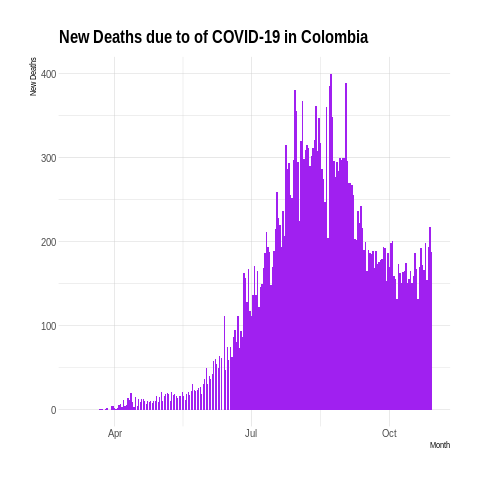 New Deaths due to of COVID-19 in Colombia
New Deaths
400
300
200
100
0
Apr
Jul
Oct
Month